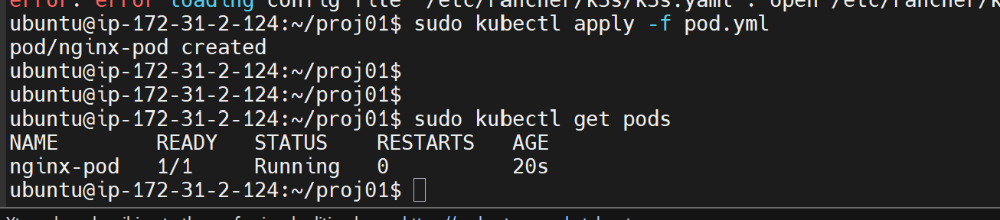 error: error loading config file "/etc/rancher/k3s/k3s.yaml": open /etc/rancher/k
ubuntu@ip-172-31-2-124:~/proj01$ sudo kubectl apply -f pod.yml
pod/nginx-pod created
ubuntu@ip-172-31-2-124:~/proj01$
ubuntu@ip-172-31-2-124:~/proj01$
ubuntu@ip-172-31-2-124:~/proj01$ sudo kubectl get pods
NAME READY STATUS RESTARTS AGE
nginx-pod 1/1 Running 0 20s
ubuntu@ip-172-31-2-124:~/proj01$